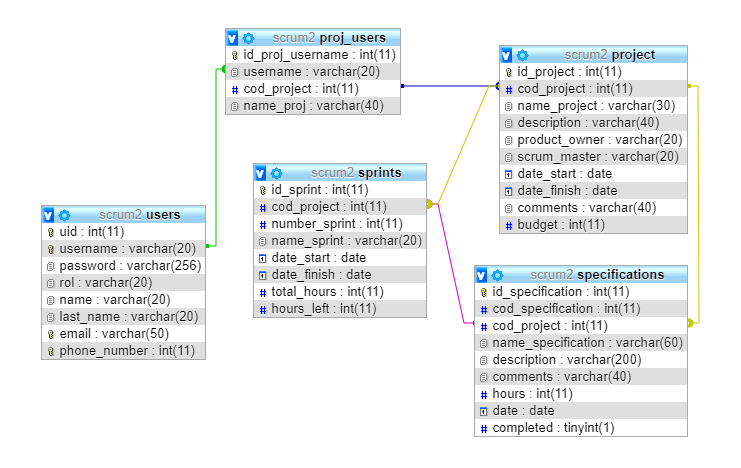 scrum2 proj_users
id_proj_username : int(11)
username : varchar(20)
cod_project : int(11)
name_proj : varchar(40)
scrum2 project
id_project : int(11)
cod_project : int(11)
name_project : varchar(30)
description : varchar(40)
product_owner : varchar(20)
scrum_master : varchar(20)
date_start : date
date_finish : date
comments : varchar(40)
budget : int(11)
scrum2 sprints
id_sprint : int(11)
cod_project : int(11)
number_sprint : int(11)
name_sprint : varchar(20)
date_start : date
date_finish : date
total_hours : int(11)
hours_left : int(11)
scrum2 users
uid : int(11)
username : varchar(20)
password : varchar(256)
rol : varchar(20)
name : varchar(20)
last_name : varchar(20)
email : varchar(50)
phone_number : int(11)
scrum2 specifications
id_specification : int(11)
cod_specification : int(11)
cod_project : int(11)
name_specification : varchar(60)
description : varchar(200)
comments : varchar(40)
hours : int(11)
date : date
completed : tinyint(1)